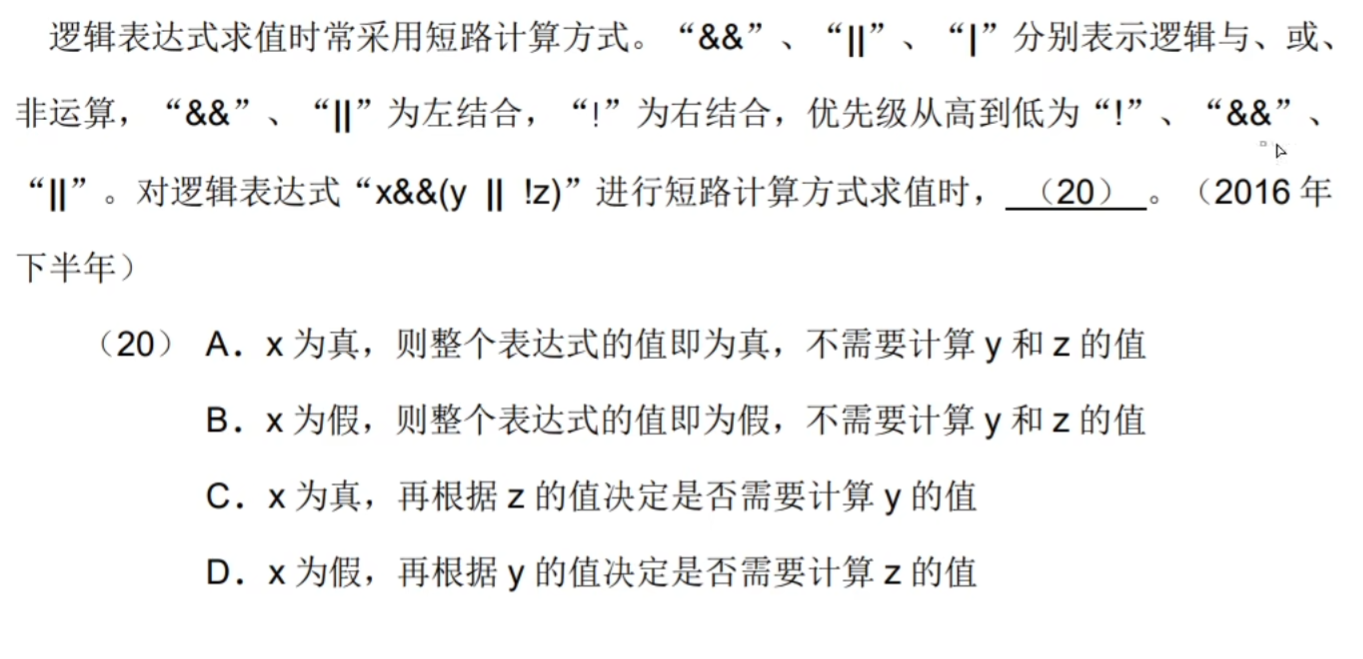 逻辑表达式求值时常采用短路计算方式。“&&”、“||”、“|”分别表示逻辑与、或、
非运算，“&&”、“||”为左结合，“!”为右结合，优先级从高到低为“!”、“&&”、
“||”。对逻辑表达式“x&&(y || !z)”进行短路计算方式求值时，（20）。（2016 年
下半年）
（20） A．x 为真，则整个表达式的值即为真，不需要计算 y 和 z 的值
B．x 为假，则整个表达式的值即为假，不需要计算 y 和 z 的值
C．x 为真，再根据 z 的值决定是否需要计算 y 的值
D．x 为假，再根据 y 的值决定是否需要计算 z 的值